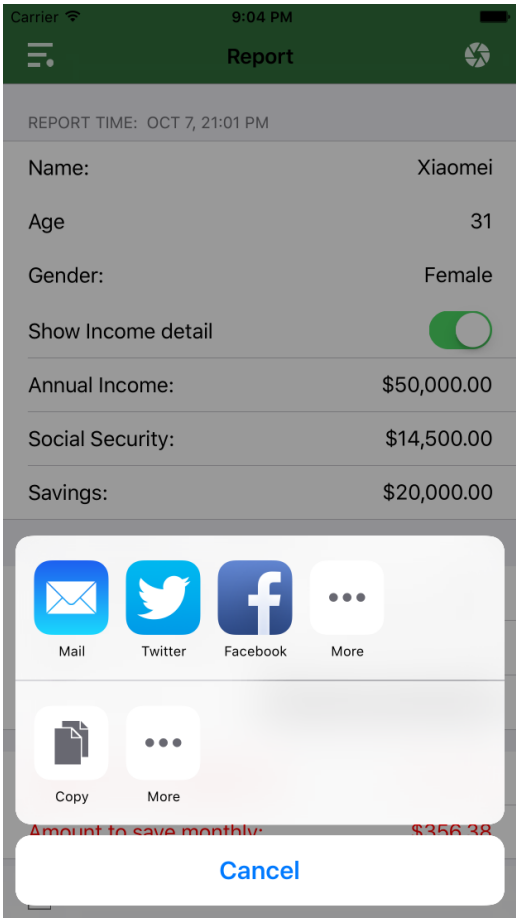 Carrier 9:04 PM
Report
REPORT TIME: OCT 7, 21:01 PM
Name: Xiaomei
Age 31
Gender: Female
Show Income detail
Annual Income: $50,000.00
Social Security: $14,500.00
Savings: $20,000.00
Mail Twitter Facebook More
Copy More
Amount to save monthly: $356.38
Cancel